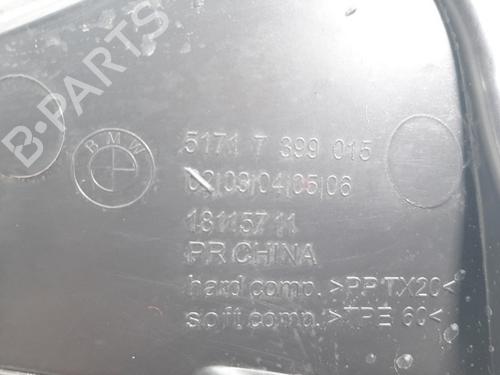 B-PARTS
BMW
5171 7 399 015
02|03|04|05|06
18115711
PR CHINA
hard comp. >PP TX20<
soft comp. >TPE 60<